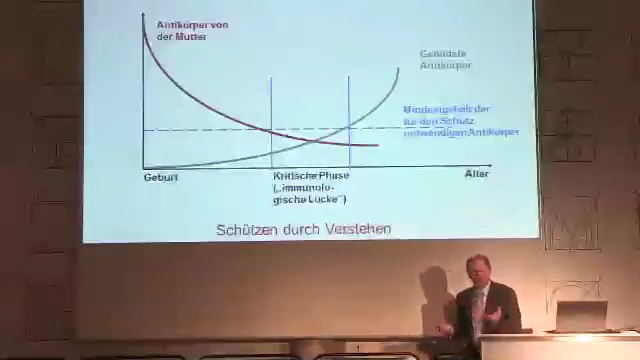 Antikörper von
der Mutter
Gebildete
Antikörper
Mindestgehalt der
für den Schutz
notwendigen Antikörper
Geburt
Kritische Phase
(„immunolo-
gische Lücke")
Alter
Schützen durch Verstehen